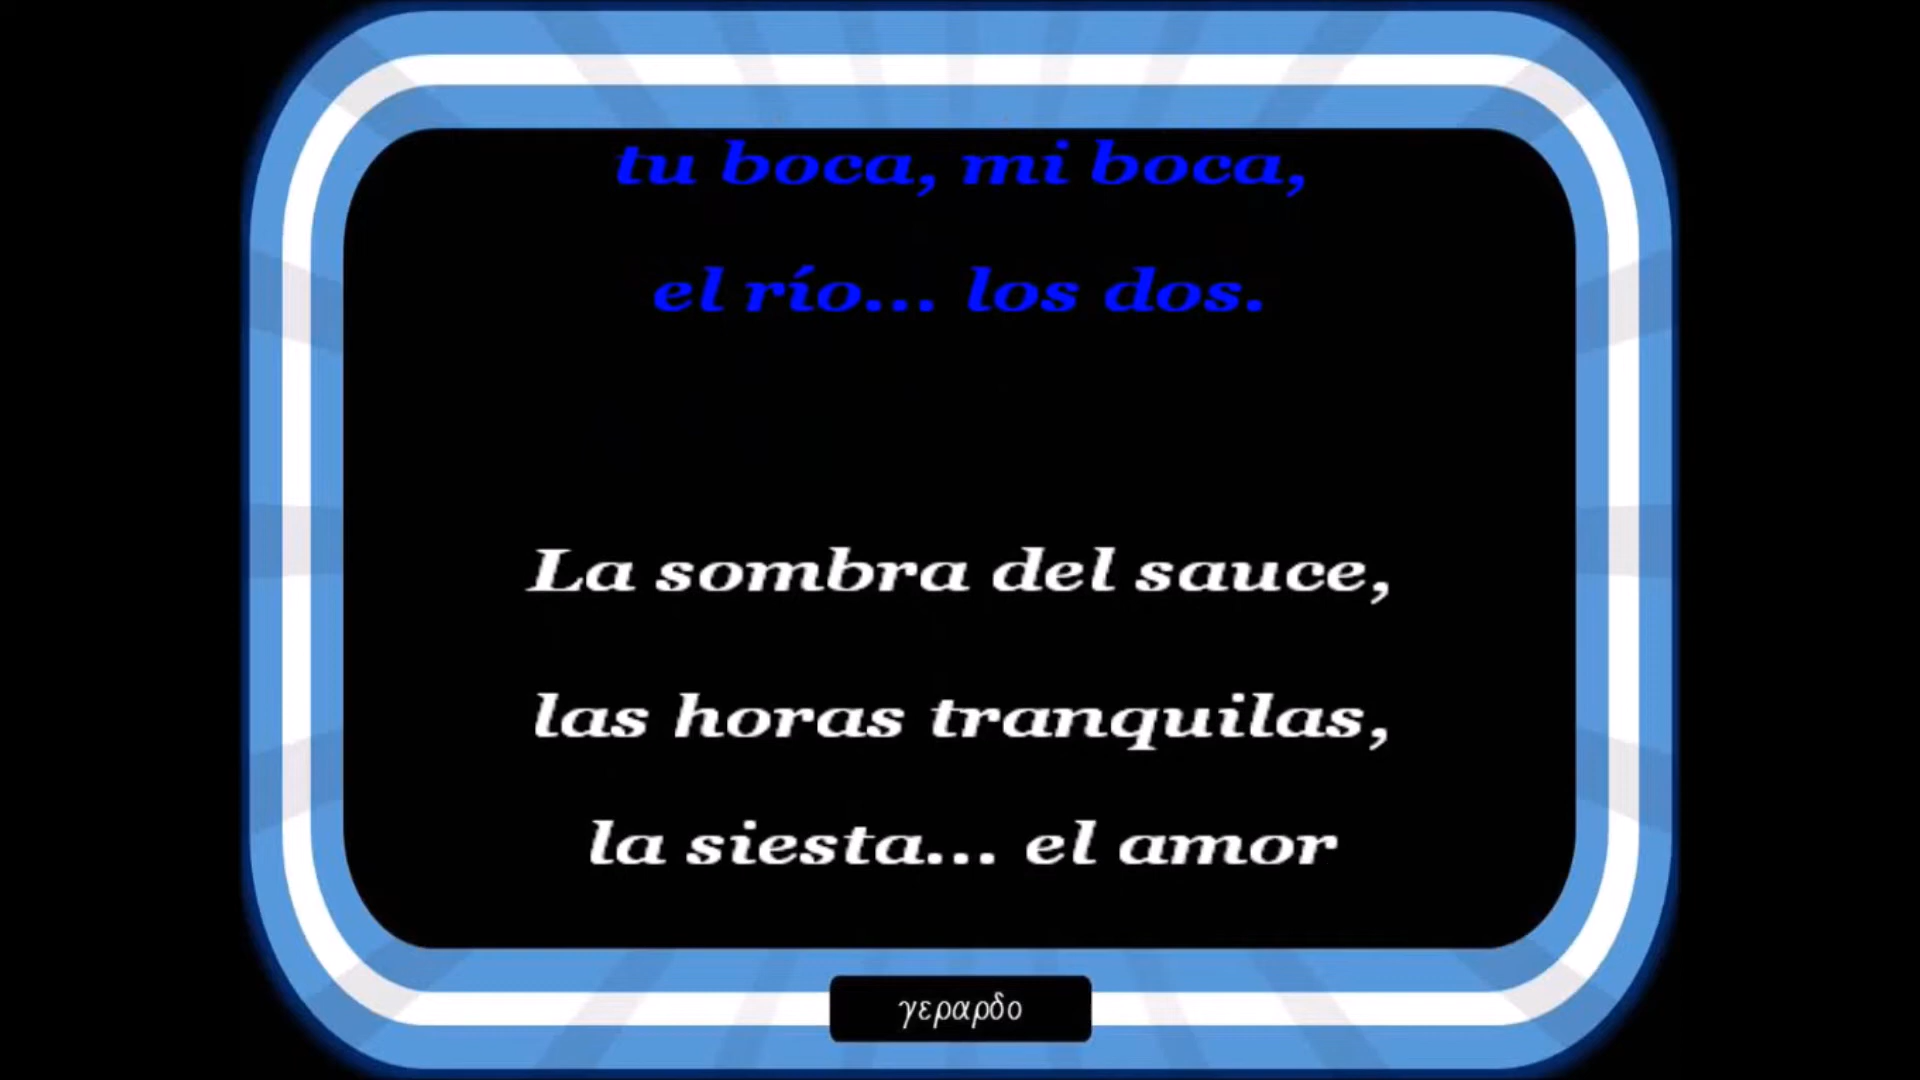 tu boca, mi boca,
el río... los dos.
La sombra del sauce,
las horas tranquilas,
la siesta... el amor
γεραρδο